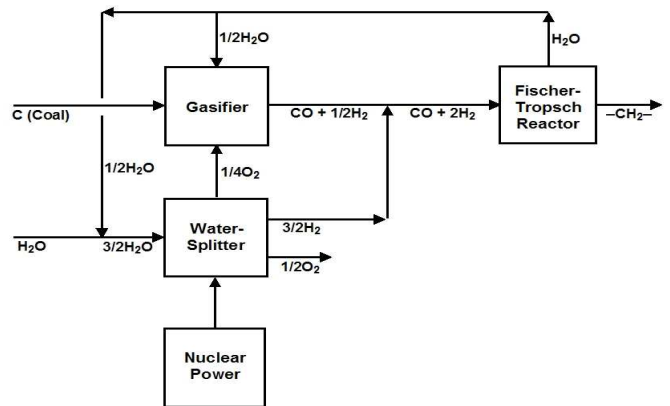 1/2H₂O
H₂O
Gasifier
Fischer-
Tropsch
Reactor
C (Coal)
CO + 1/2H₂
CO + 2H₂
–CH₂–
1/2H₂O
1/4O₂
Water-
Splitter
H₂O
3/2H₂O
3/2H₂
1/2O₂
Nuclear
Power